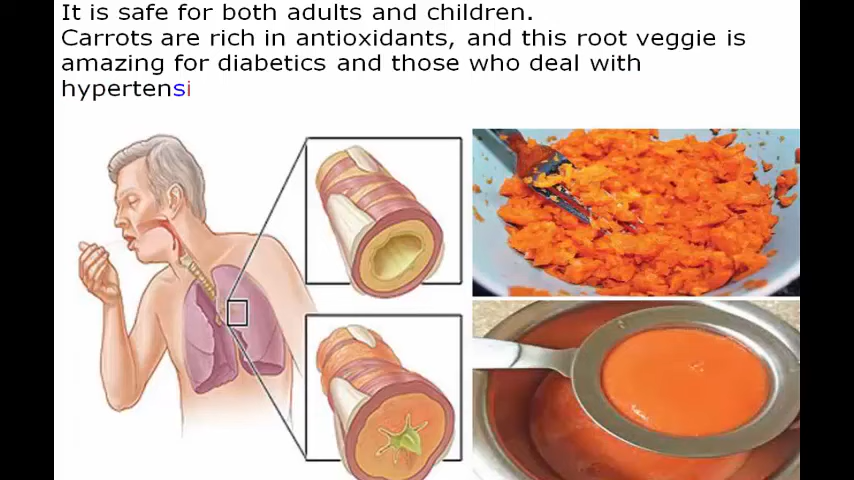 It is safe for both adults and children.
Carrots are rich in antioxidants, and this root veggie is
amazing for diabetics and those who deal with
hypertensi